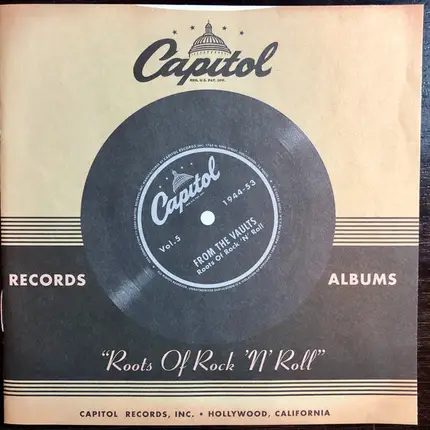 Capitol
REG. U.S. PAT. OFF.
Capitol
Vol.5
1944-53
FROM THE VAULTS
Roots Of Rock 'N' Roll
RECORDS
ALBUMS
"Roots Of Rock 'N' Roll"
CAPITOL RECORDS, INC. • HOLLYWOOD, CALIFORNIA